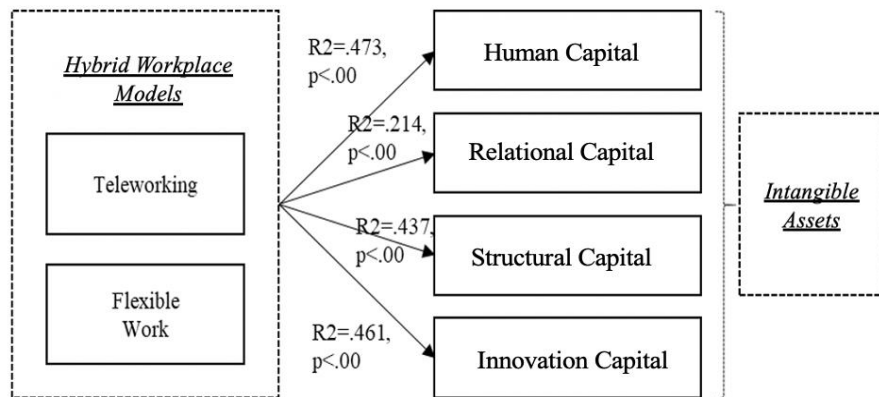 Hybrid Workplace
Models
Teleworking
Flexible
Work
R2=.473,
p<.00
R2=.214,
p<.00
R2=.437,
p<.00
R2=.461,
p<.00
Human Capital
Relational Capital
Structural Capital
Innovation Capital
Intangible
Assets